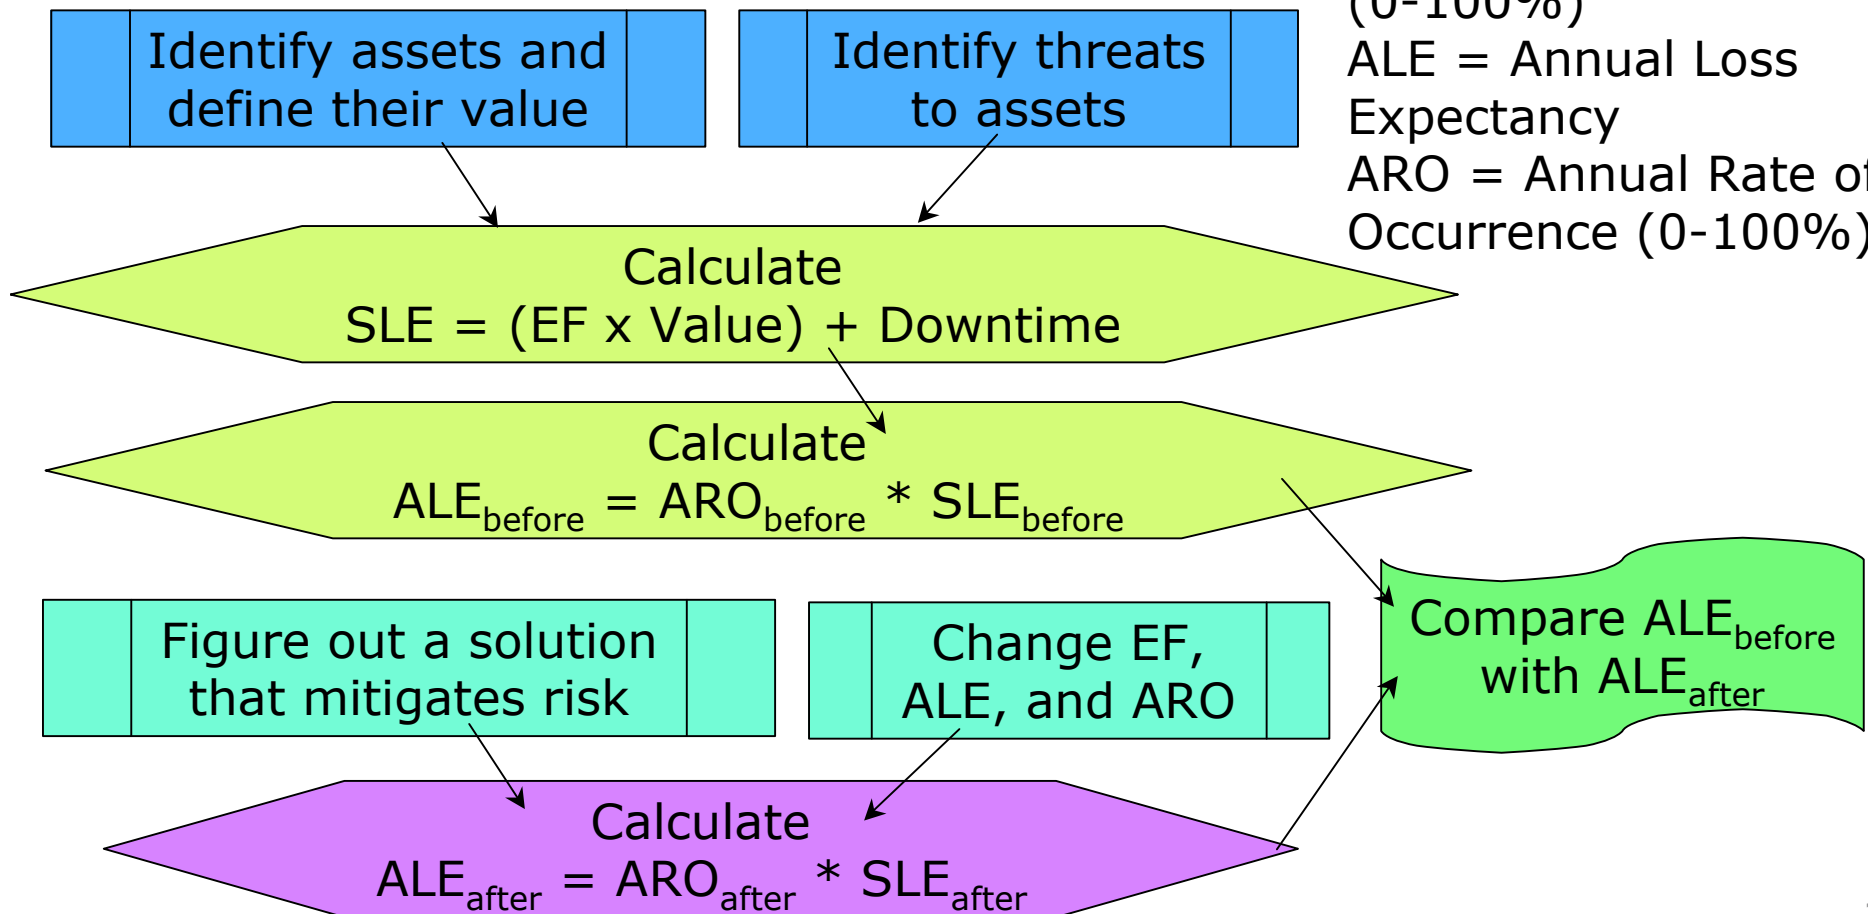 Identify assets and
define their value
Identify threats
to assets
(0-100%)
ALE = Annual Loss
Expectancy
ARO = Annual Rate of
Occurrence (0-100%)
Calculate
SLE = (EF x Value) + Downtime
Calculate
ALEbefore = ARObefore * SLEbefore
Figure out a solution
that mitigates risk
Change EF,
ALE, and ARO
Compare ALEbefore
with ALEafter
Calculate
ALEafter = AROafter * SLEafter